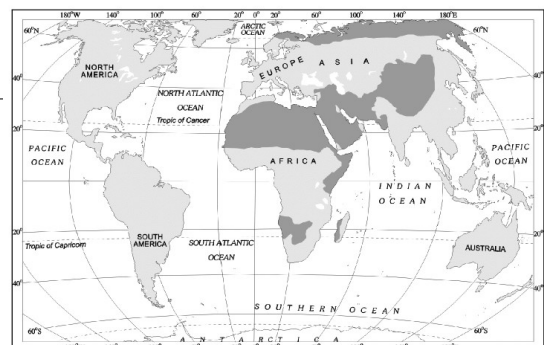 180°W 140° 100° 60° 20° 0° 20° 60° 100° 140° 180°E
ARCTIC
OCEAN
60°N
60°N
NORTH
AMERICA
EUROPE
ASIA
40°
40°
NORTH ATLANTIC
OCEAN
Tropic of Cancer
20°
20°
PACIFIC
OCEAN
AFRICA
PACIFIC
OCEAN
INDIAN
OCEAN
SOUTH
AMERICA
SOUTH ATLANTIC
OCEAN
Tropic of Capricorn
20°
20°
AUSTRALIA
40°
40°
SOUTHERN OCEAN
60°S
60°S
ANTARCTICA